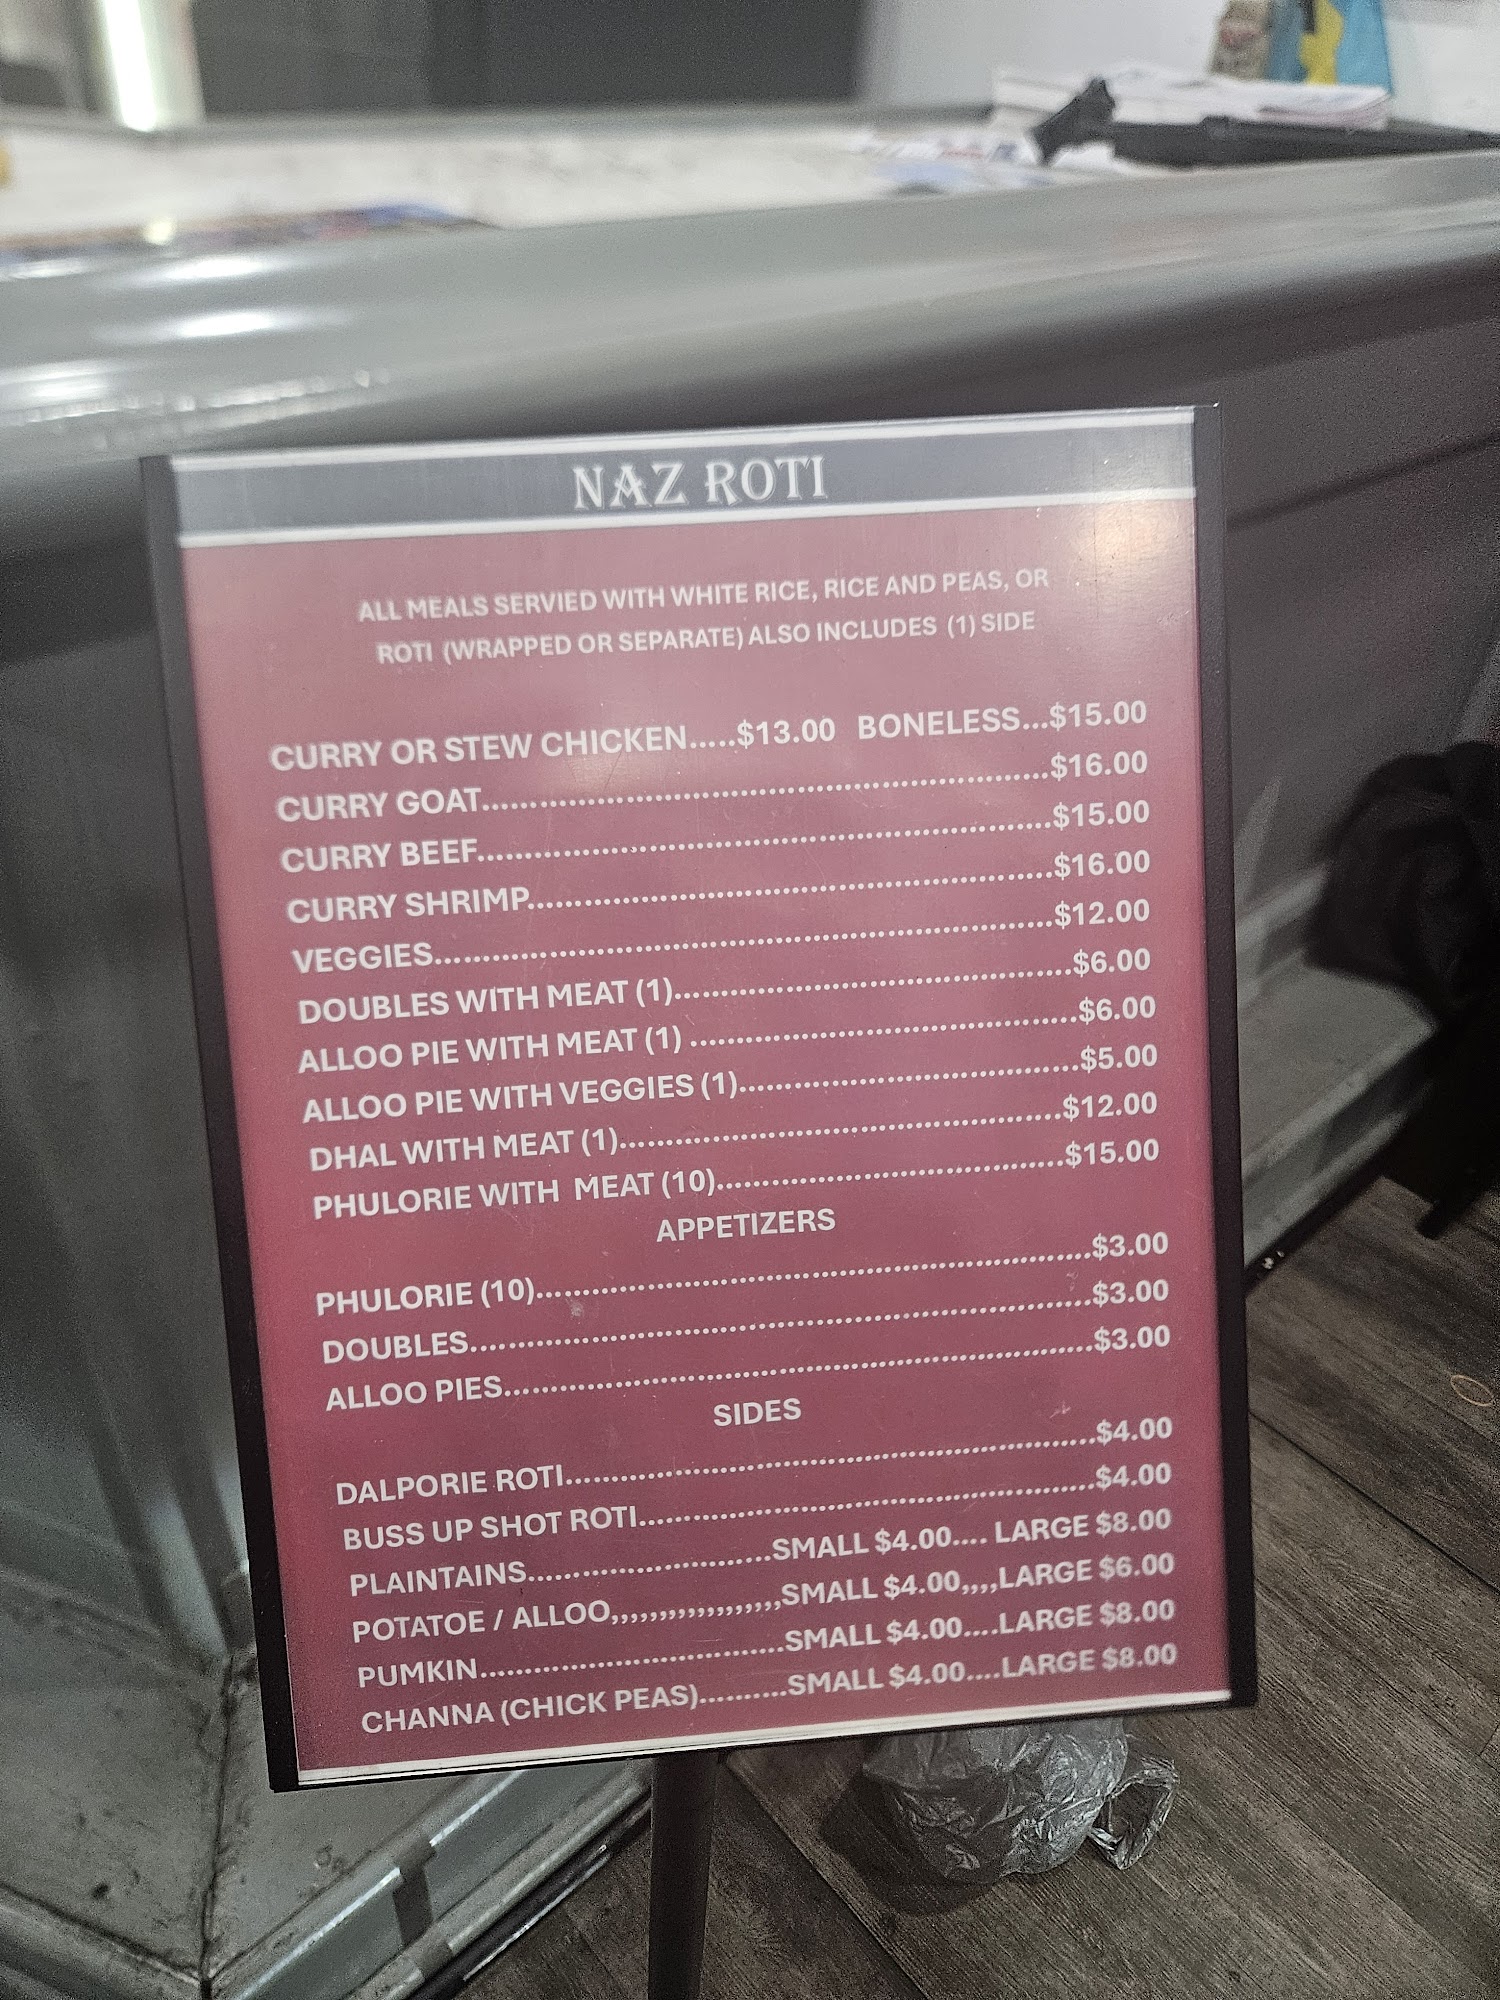 NAZ ROTI
ALL MEALS SERVIED WITH WHITE RICE, RICE AND PEAS, OR
ROTI (WRAPPED OR SEPARATE) ALSO INCLUDES (1) SIDE
CURRY OR STEW CHICKEN.....$13.00 BONELESS...$15.00
CURRY GOAT............................................................$16.00
CURRY BEEF............................................................$15.00
CURRY SHRIMP.......................................................$16.00
VEGGIES.................................................................$12.00
DOUBLES WITH MEAT (1)..........................................$6.00
ALLOO PIE WITH MEAT (1) .........................................$6.00
ALLOO PIE WITH VEGGIES (1)....................................$5.00
DHAL WITH MEAT (1)...............................................$12.00
PHULORIE WITH MEAT (10).....................................$15.00
APPETIZERS
PHULORIE (10)...........................................................$3.00
DOUBLES..................................................................$3.00
ALLOO PIES...............................................................$3.00
SIDES
DALPORIE ROTI.........................................................$4.00
BUSS UP SHOT ROTI.................................................$4.00
PLAINTAINS..........................SMALL $4.00.... LARGE $8.00
POTATOE / ALLOO,,,,,,,,,,,,,,,,,,,SMALL $4.00,,,,LARGE $6.00
PUMKIN.................................SMALL $4.00....LARGE $8.00
CHANNA (CHICK PEAS)..........SMALL $4.00....LARGE $8.00